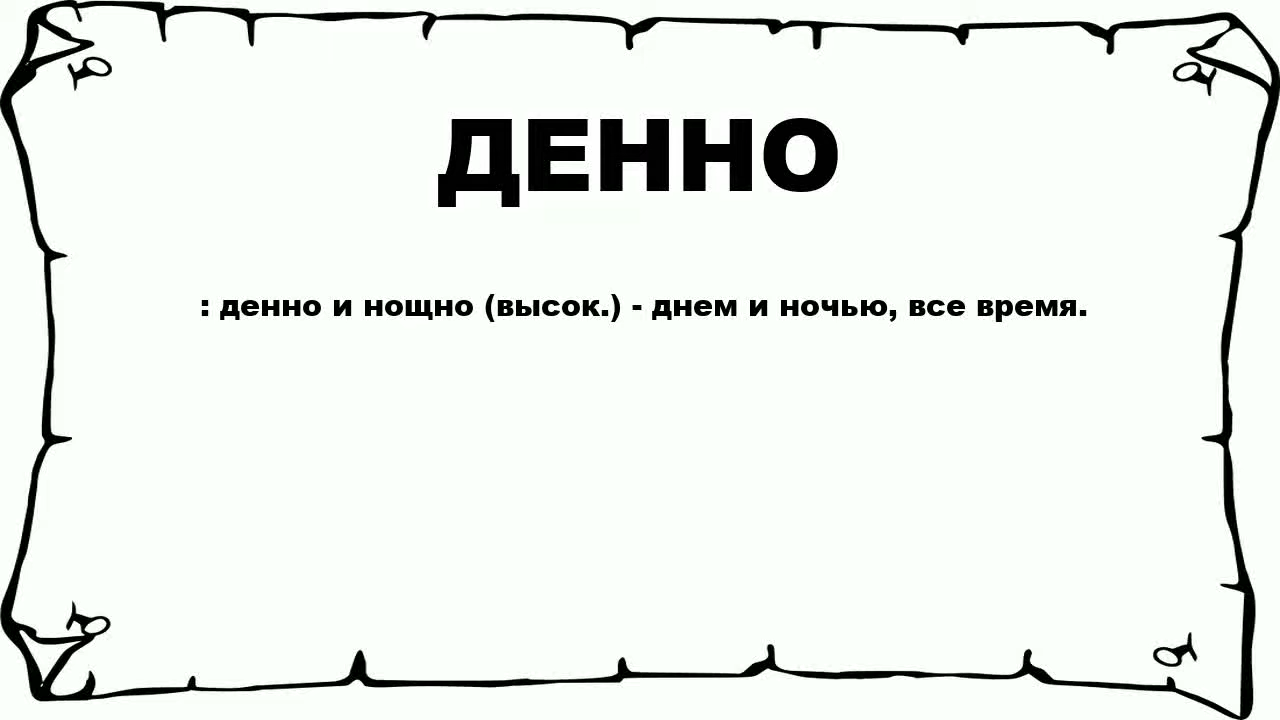 ДЕННО
: денно и нощно (высок.) - днем и ночью, все время.